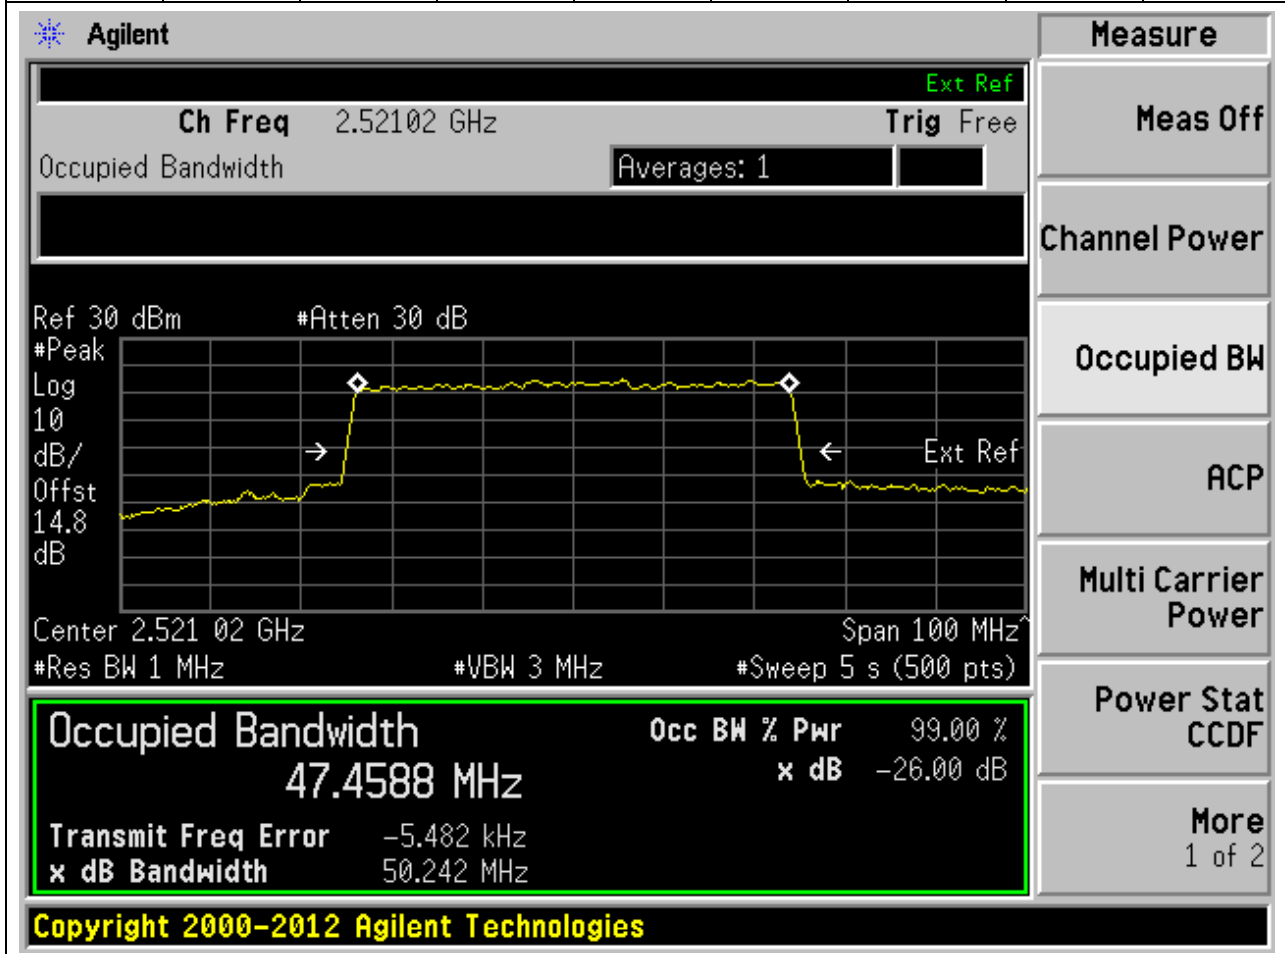 Agilent
Measure
Ext Ref
Ch Freq 2.52102 GHz Trig Free
Meas Off
Occupied Bandwidth Averages: 1
Channel Power
Ref 30 dBm #Atten 30 dB
#Peak
Log
10
dB/
Offst
14.8
dB
Ext Ref
Occupied BW
ACP
Center 2.521 02 GHz Span 100 MHz^
#Res BW 1 MHz #VBW 3 MHz #Sweep 5 s (500 pts)
Multi Carrier
Power
Occupied Bandwidth Occ BW % Pwr 99.00 %
47.4588 MHz x dB -26.00 dB
Transmit Freq Error -5.482 kHz
x dB Bandwidth 50.242 MHz
Power Stat
CCDF
More
1 of 2
Copyright 2000-2012 Agilent Technologies